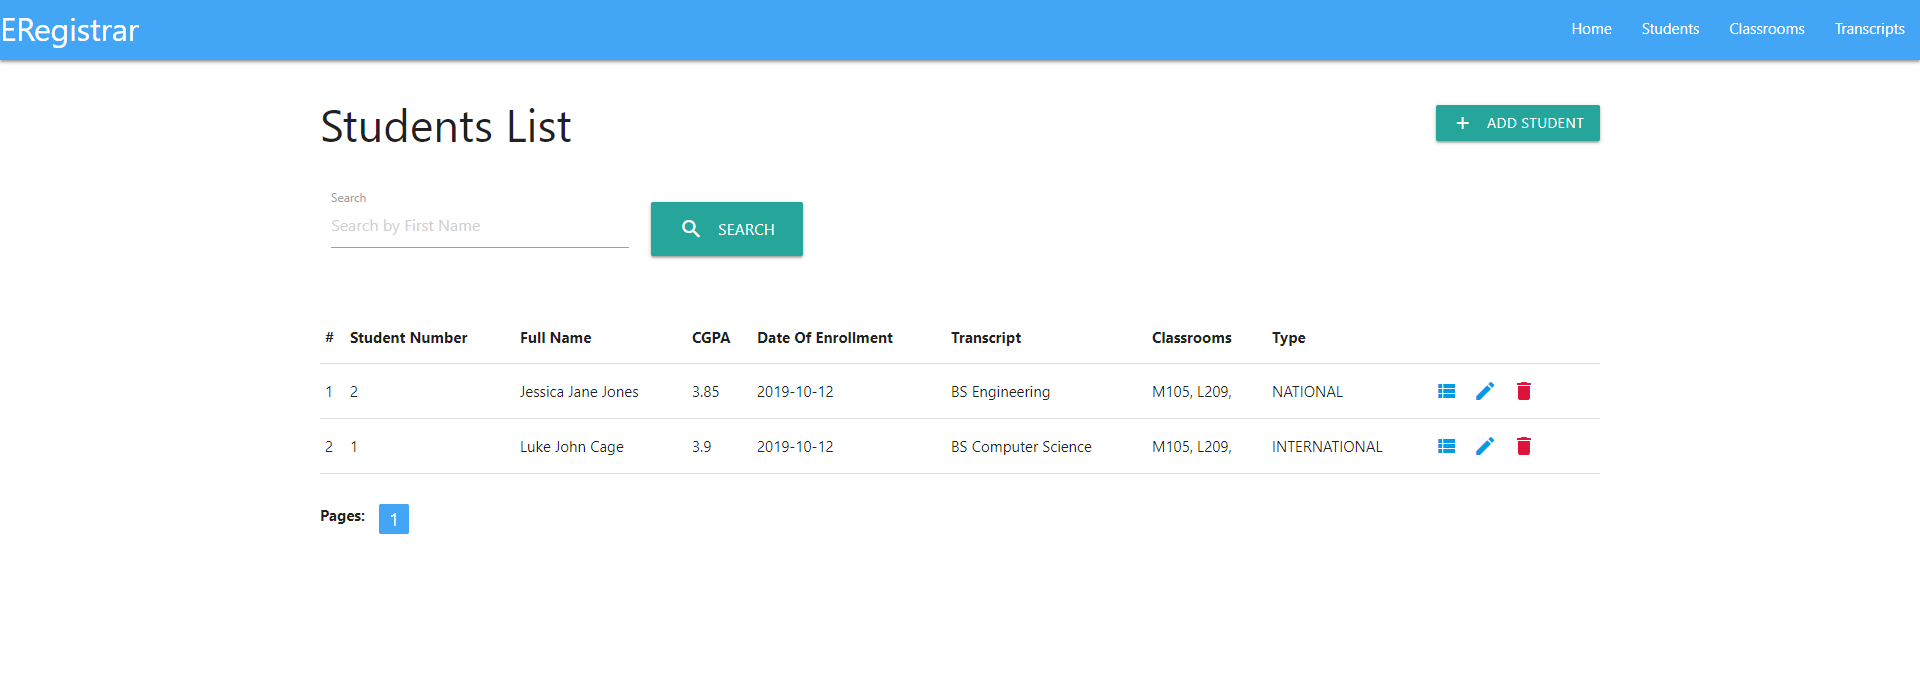 ERegistrar Home Students Classrooms Transcripts
Students List
+ ADD STUDENT
Search
Search by First Name
SEARCH
# Student Number Full Name CGPA Date Of Enrollment Transcript Classrooms Type
1 2 Jessica Jane Jones 3.85 2019-10-12 BS Engineering M105, L209, NATIONAL
2 1 Luke John Cage 3.9 2019-10-12 BS Computer Science M105, L209, INTERNATIONAL
Pages: 1